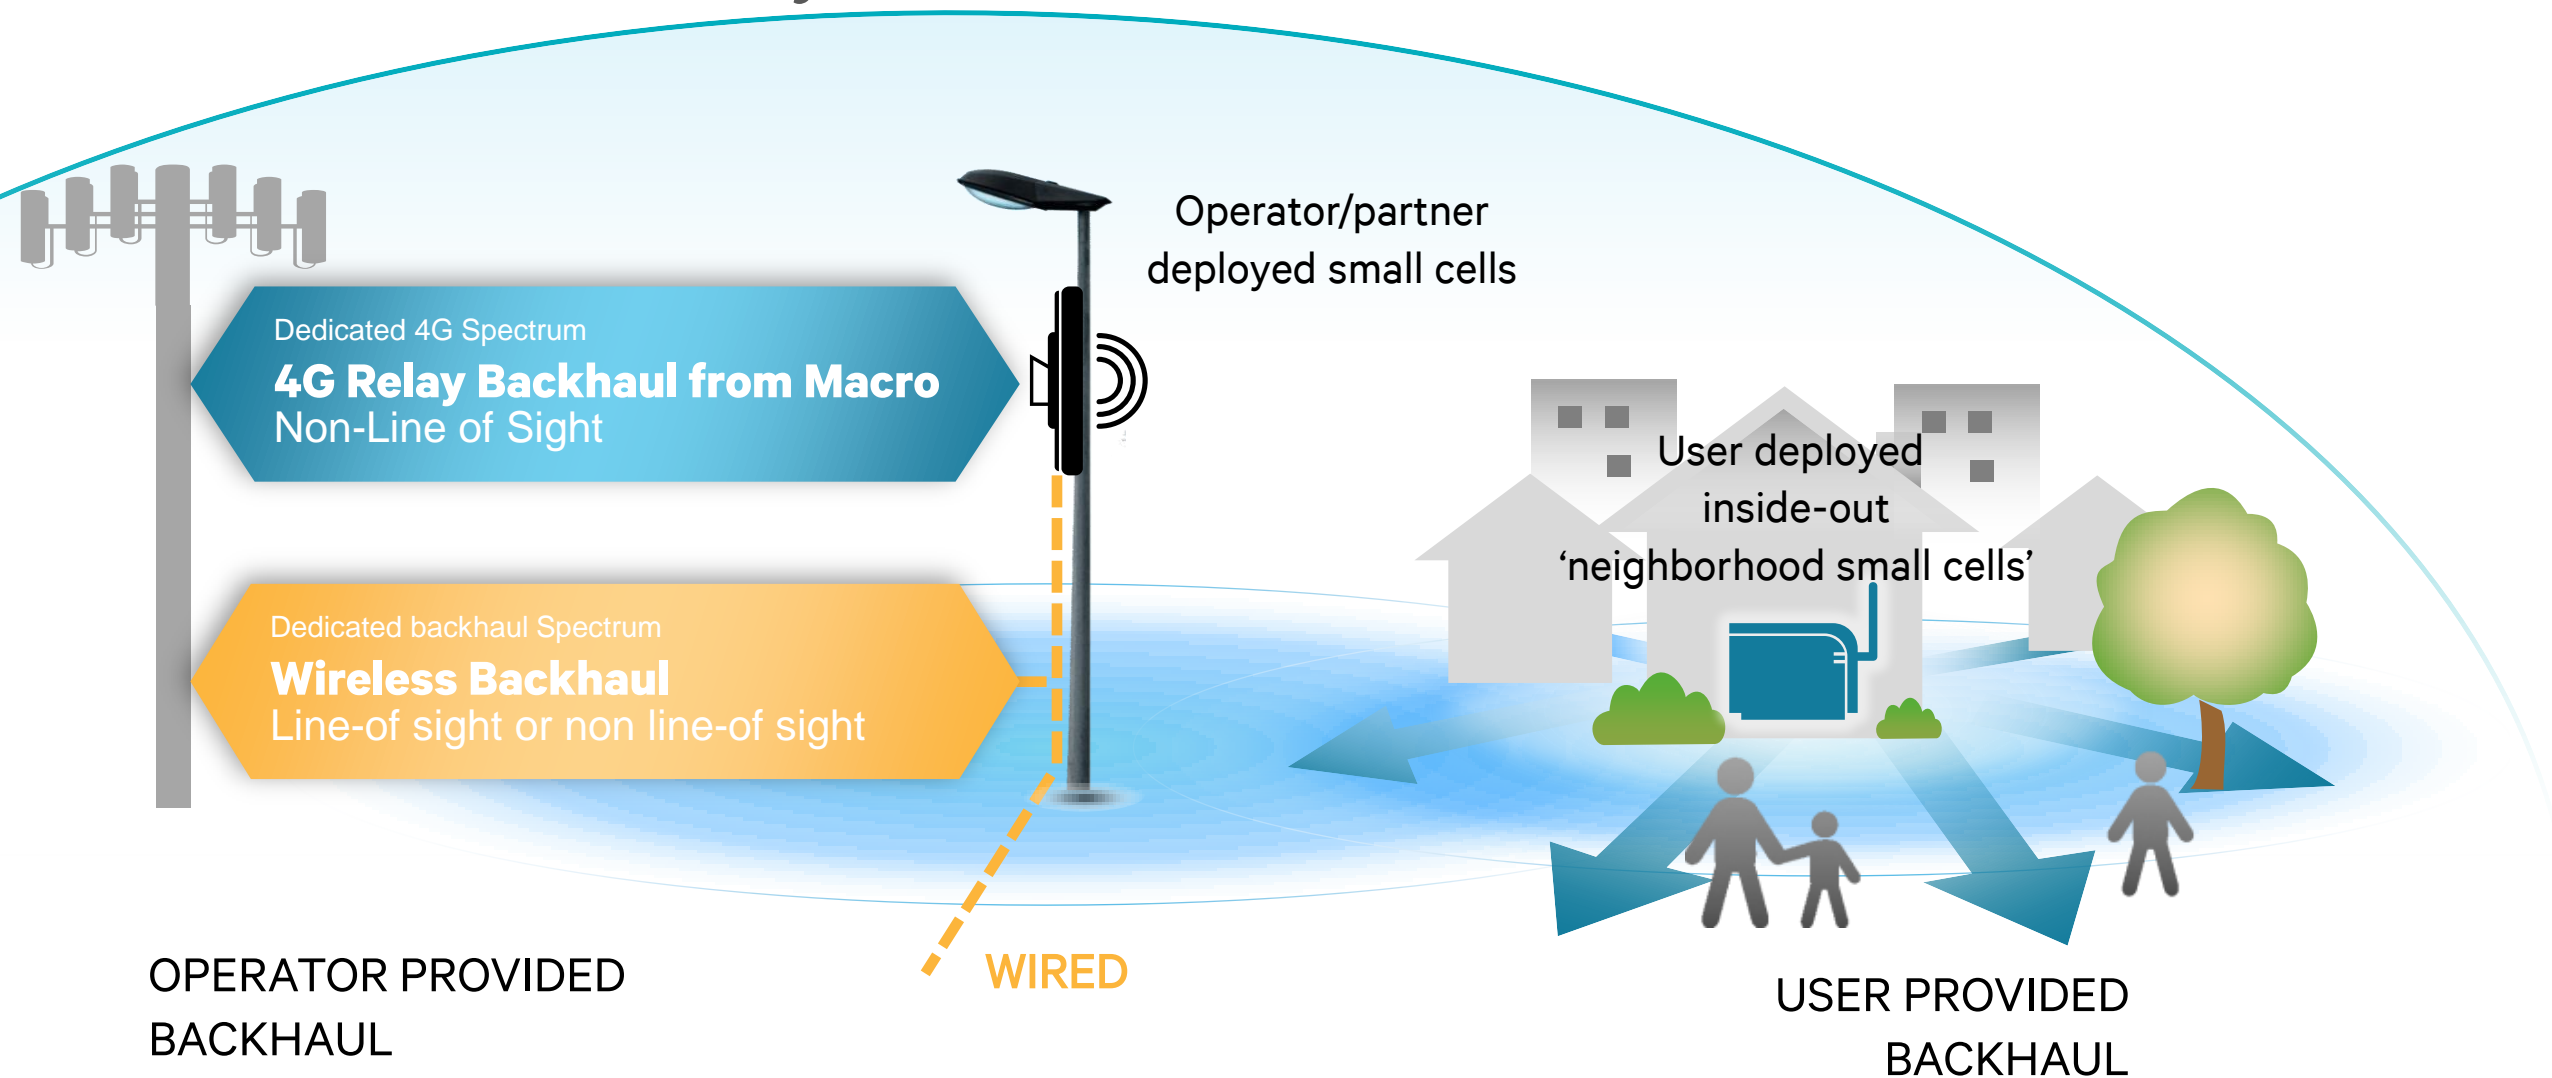 Operator/partner
deployed small cells
Dedicated 4G Spectrum
4G Relay Backhaul from Macro
Non-Line of Sight
User deployed
inside-out
‘neighborhood small cells’
Dedicated backhaul Spectrum
Wireless Backhaul
Line-of sight or non line-of sight
WIRED
OPERATOR PROVIDED
BACKHAUL
USER PROVIDED
BACKHAUL